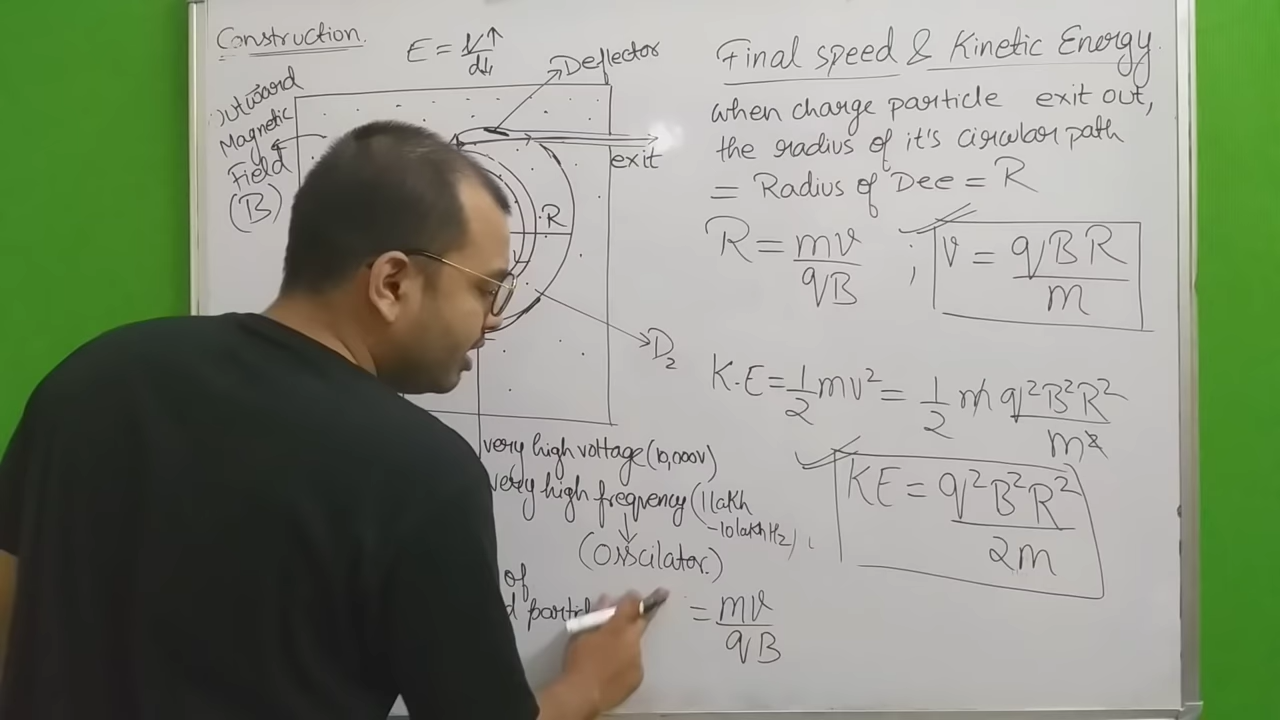 Construction.
E = V↑/d↓
Deflector
Outward
Magnetic
Field
(B)
exit
R
D₂
very high voltage (10,000V)
very high frequency (1 lakh
-10 lakh Hz)
(Osscilator.)
of
= mv/qB
Final speed & Kinetic Energy.
when charge particle exit out,
the radius of it's circular path
= Radius of Dee = R
R = mv/qB ; V = qBR/m
K.E = 1/2 mv² = 1/2 m q²B²R²/m²
KE = q²B²R²/2m